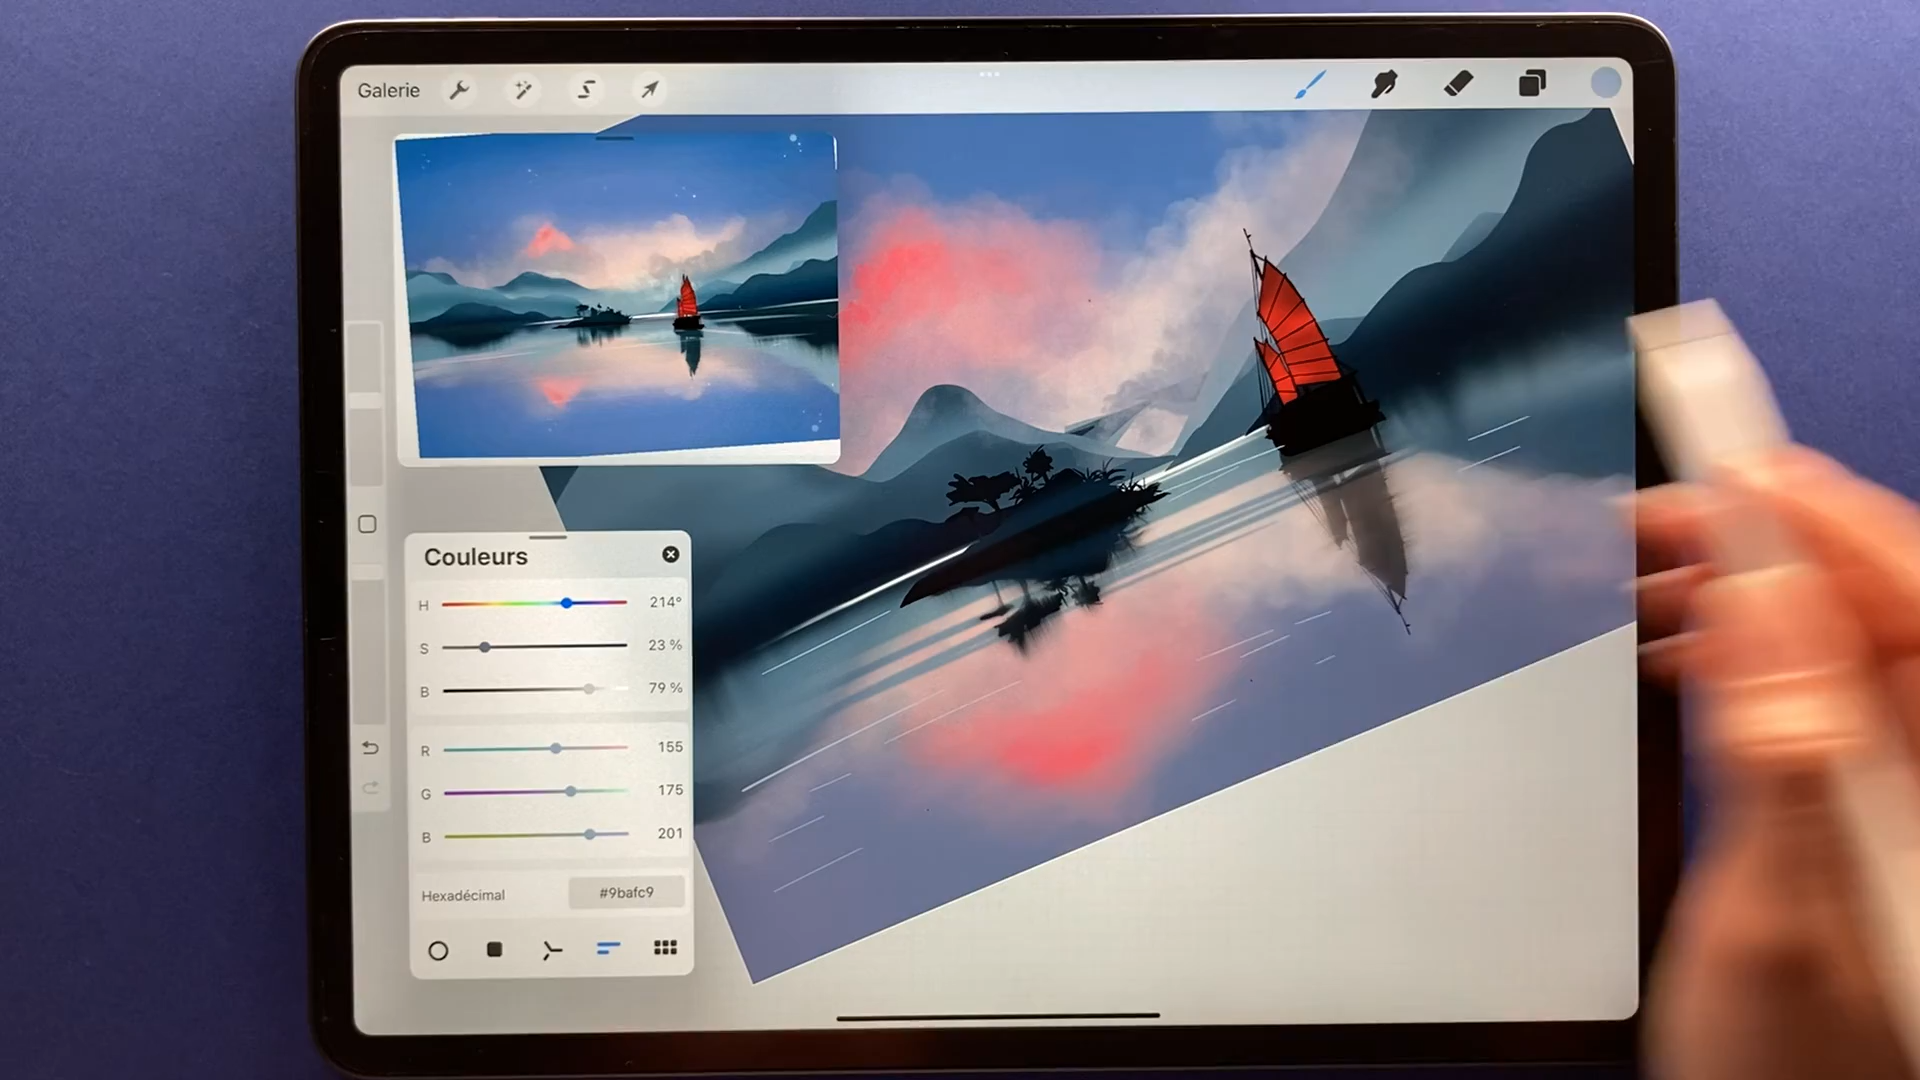 Galerie
Couleurs
H 214°
S 23 %
B 79 %
R 155
G 175
B 201
Hexadécimal #9bafc9